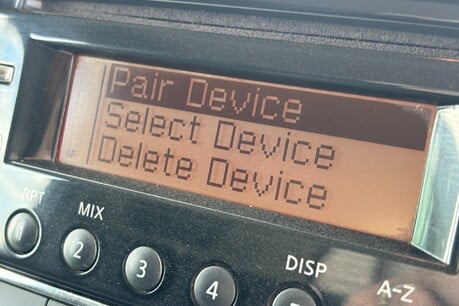 Pair Device
Select Device
Delete Device
RPT
MIX
DISP
A-Z
1
2
3
4